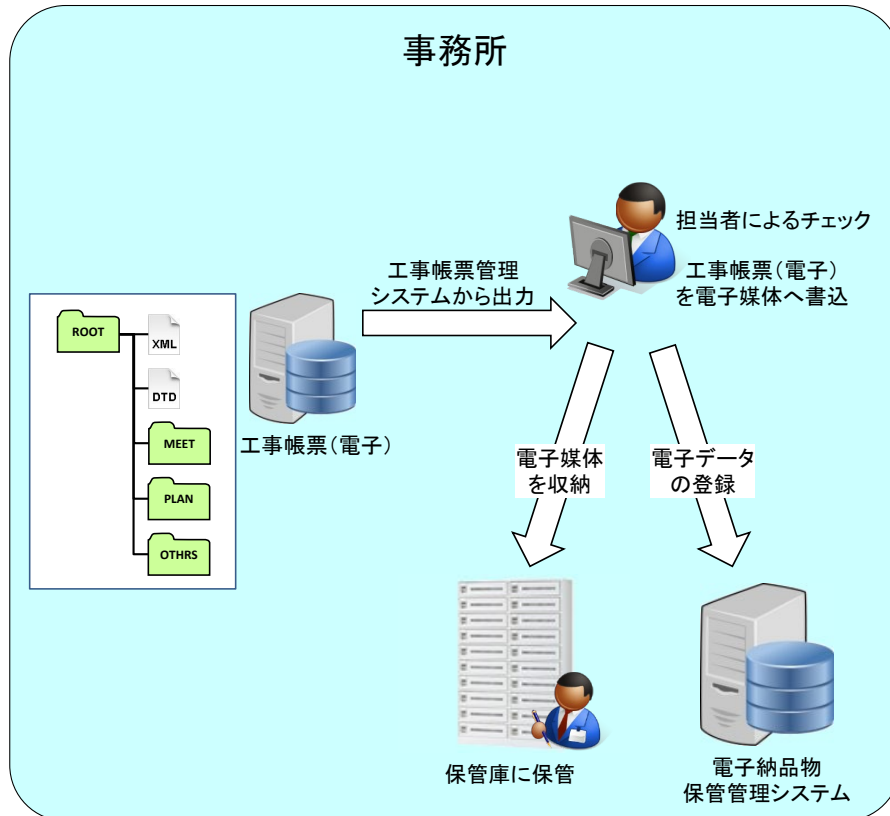 事務所
担当者によるチェック
工事帳票管理
システムから出力
工事帳票(電子)
を電子媒体へ書込
ROOT
XML
DTD
MEET
PLAN
OTHRS
工事帳票(電子)
電子媒体
を収納
電子データ
の登録
保管庫に保管
電子納品物
保管管理システム